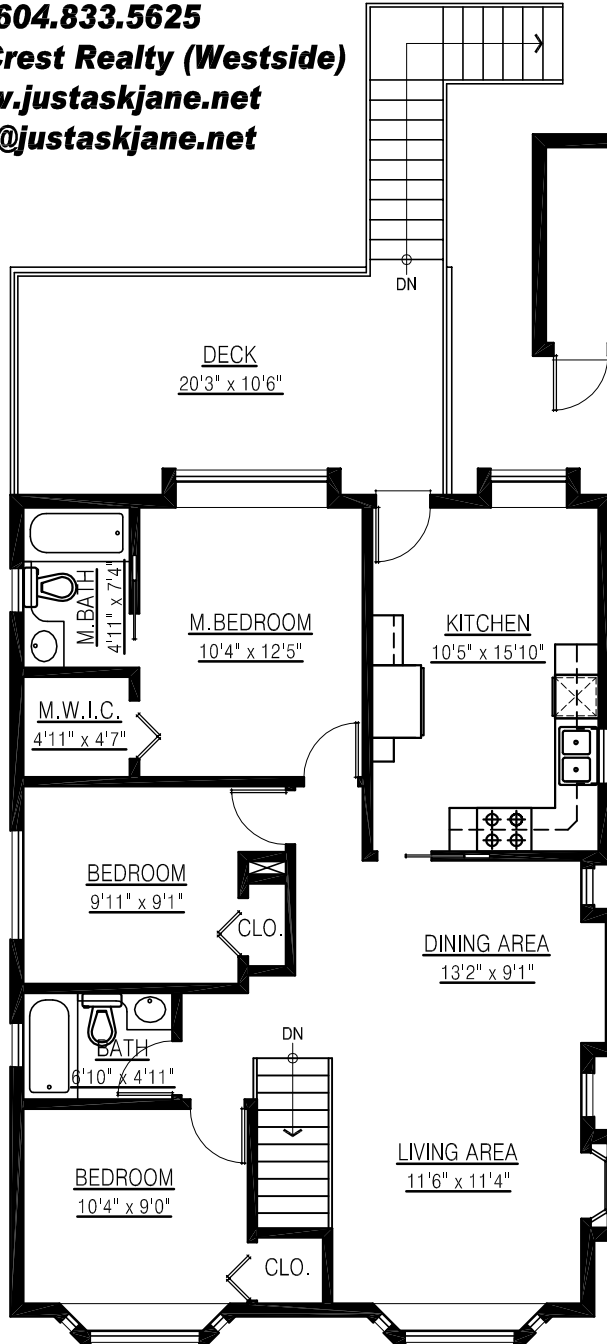 604.833.5625
Crest Realty (Westside)
.justaskjane.net
@justaskjane.net
DN
DECK
20'3" x 10'6"
M.BATH
4'11" x 7'4"
M.BEDROOM
10'4" x 12'5"
KITCHEN
10'5" x 15'10"
M.W.I.C.
4'11" x 4'7"
BEDROOM
9'11" x 9'1"
CLO.
DINING AREA
13'2" x 9'1"
DN
BATH
6'10" x 4'11"
LIVING AREA
11'6" x 11'4"
BEDROOM
10'4" x 9'0"
CLO.